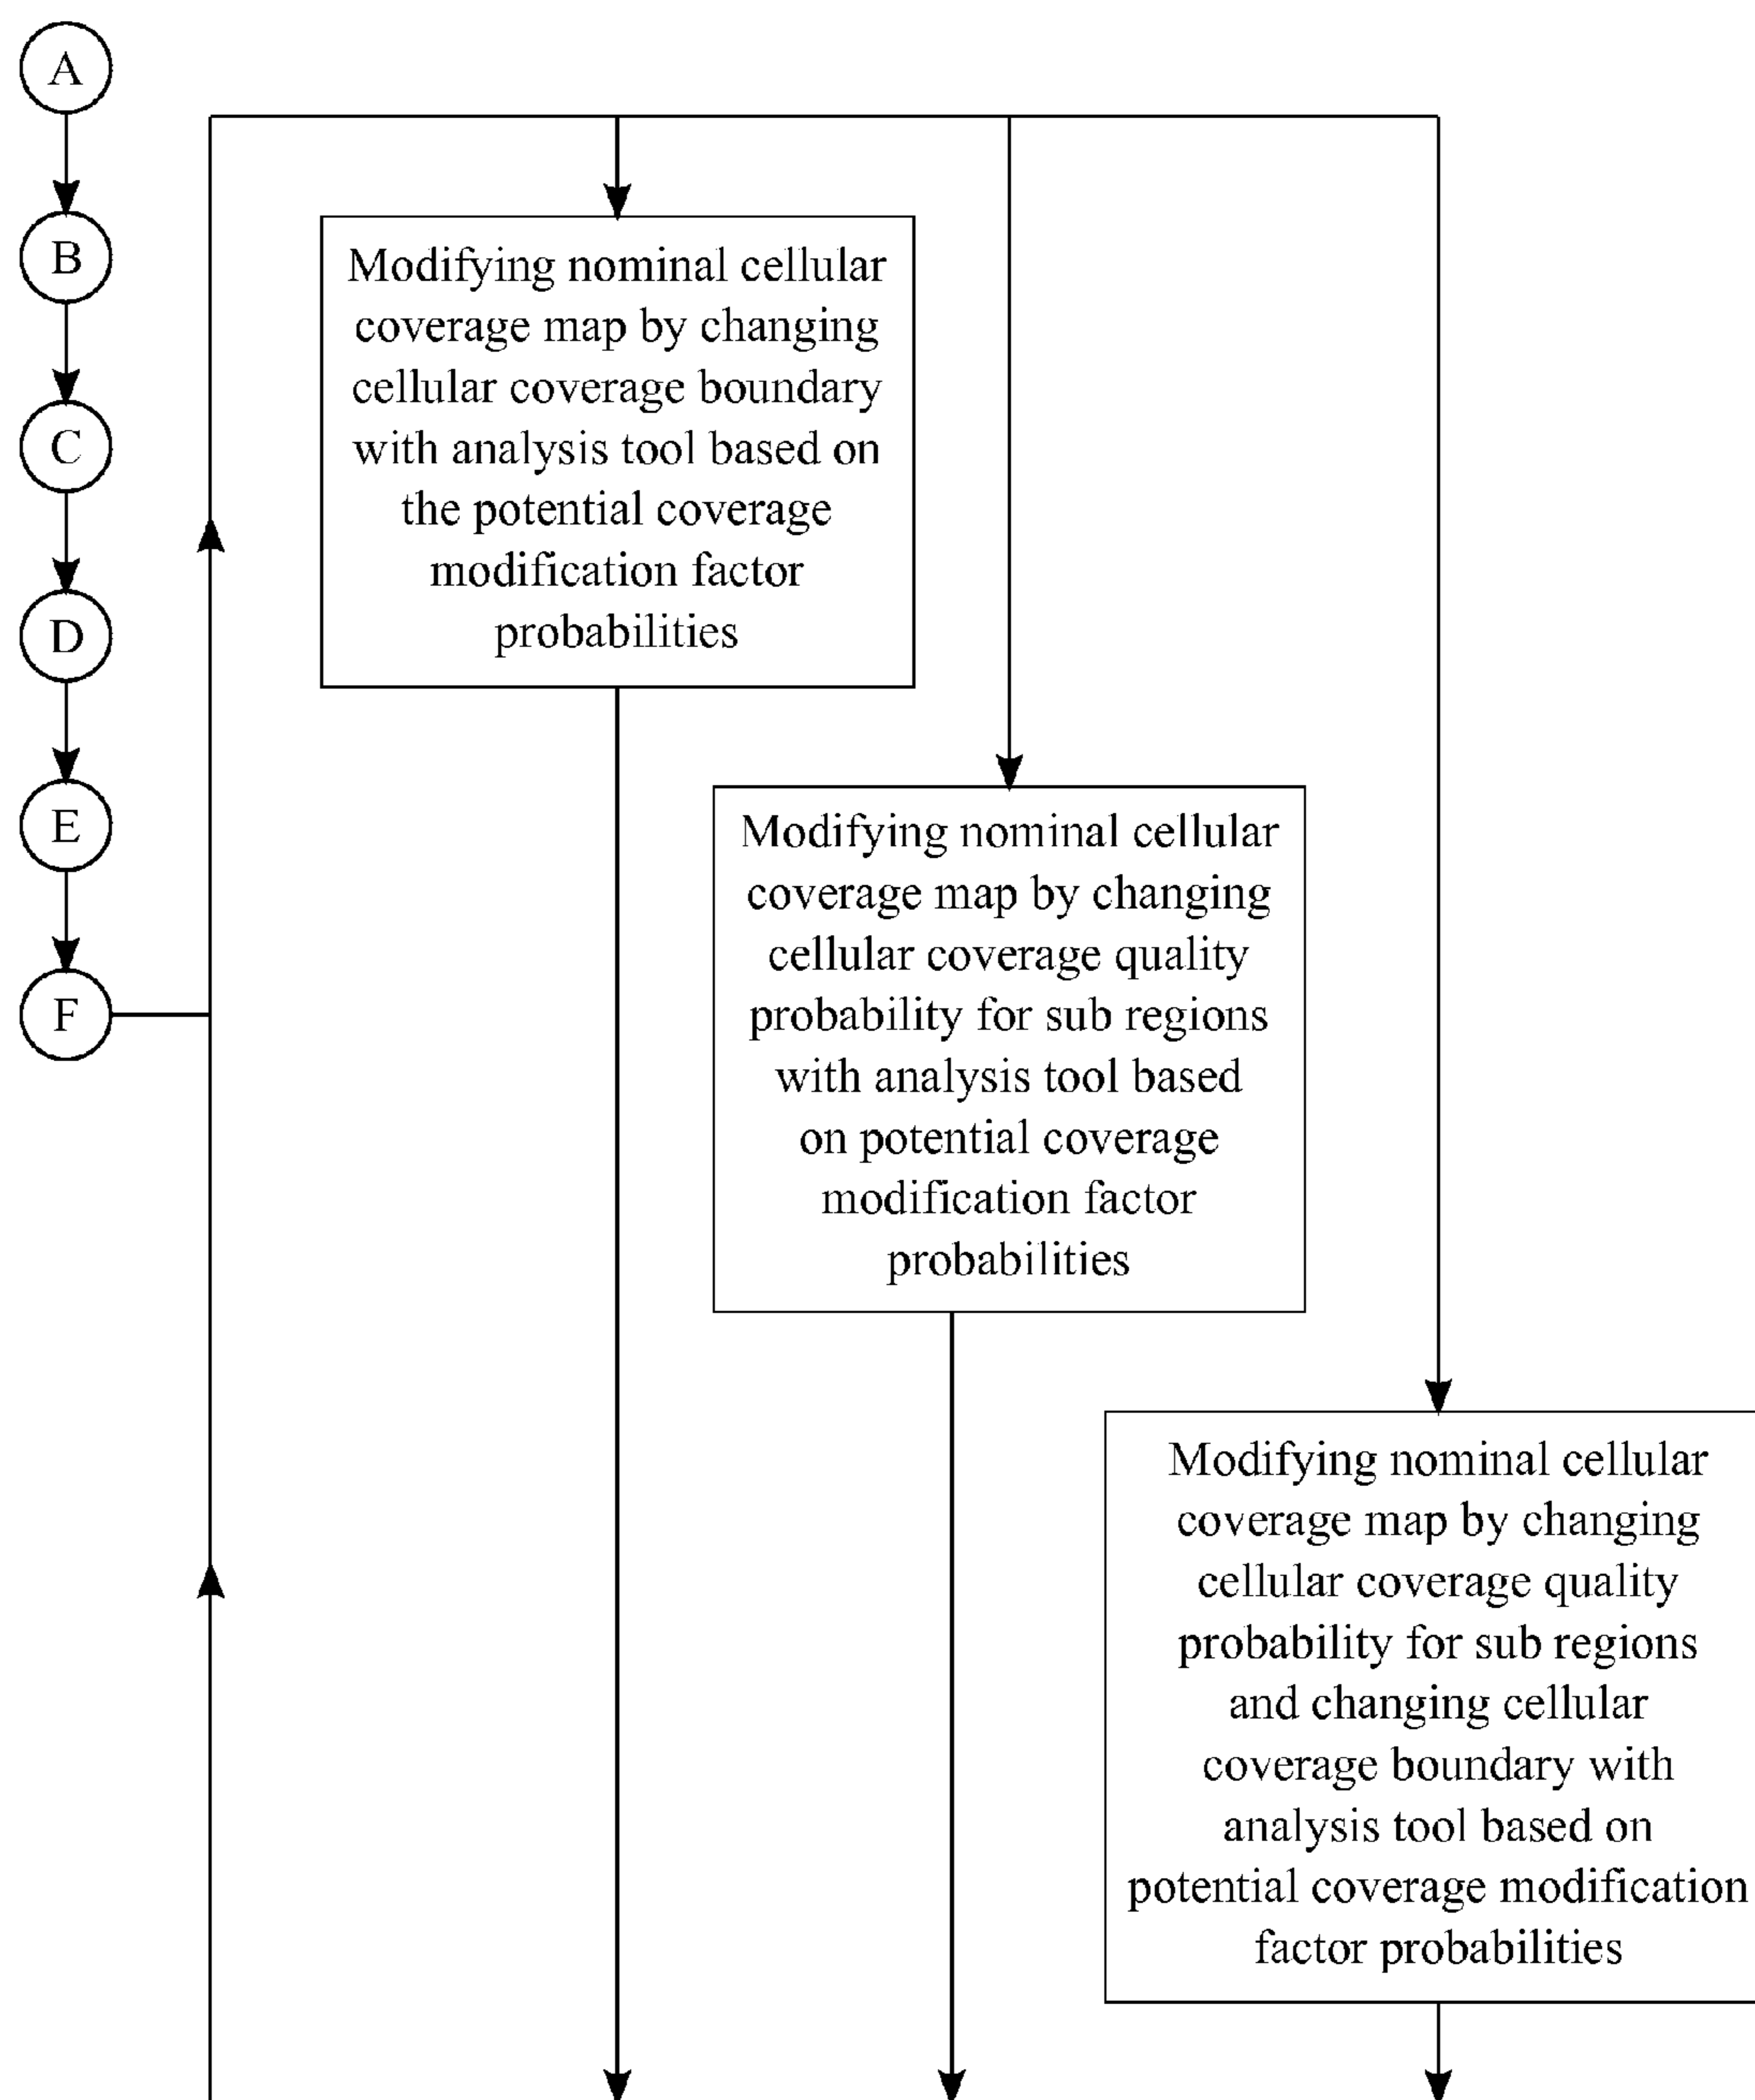 A
B
C
D
E
F
Modifying nominal cellular
coverage map by changing
cellular coverage boundary
with analysis tool based on
the potential coverage
modification factor
probabilities
Modifying nominal cellular
coverage map by changing
cellular coverage quality
probability for sub regions
with analysis tool based
on potential coverage
modification factor
probabilities
Modifying nominal cellular
coverage map by changing
cellular coverage quality
probability for sub regions
and changing cellular
coverage boundary with
analysis tool based on
potential coverage modification
factor probabilities